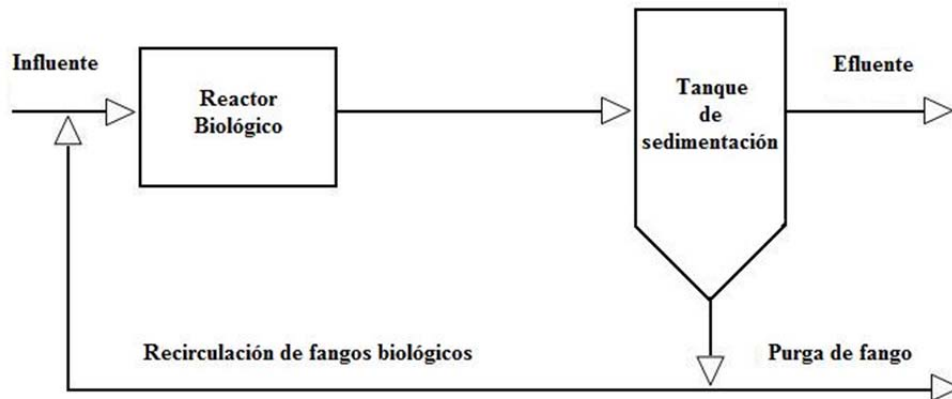 Influente
Reactor
Biológico
Tanque
de
sedimentación
Efluente
Recirculación de fangos biológicos
Purga de fango